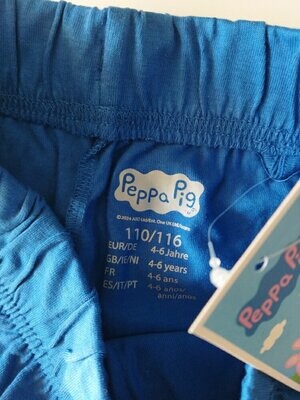 Peppa Pig
110/116
EUR/DE 4-6 Jahre
GB/IE/NI 4-6 years
FR 4-6 ans
ES/IT/PT 4-6 años/
anni/anos
Peppa Pig